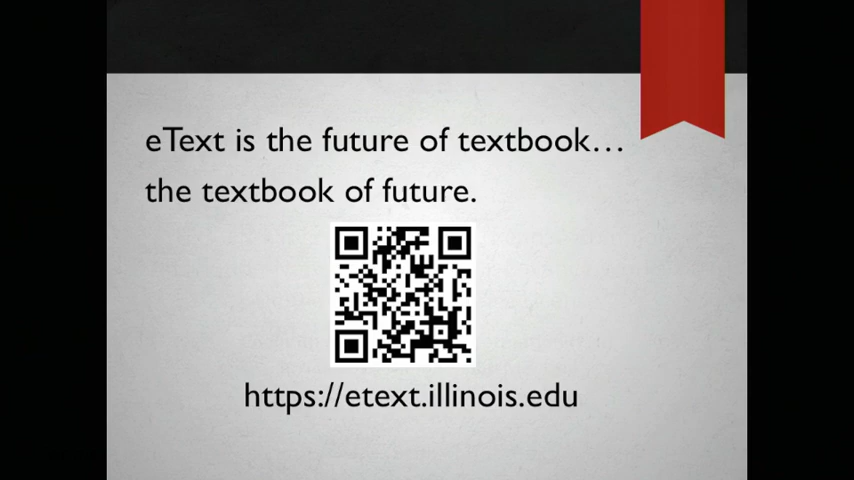 eText is the future of textbook…
the textbook of future.
https://etext.illinois.edu